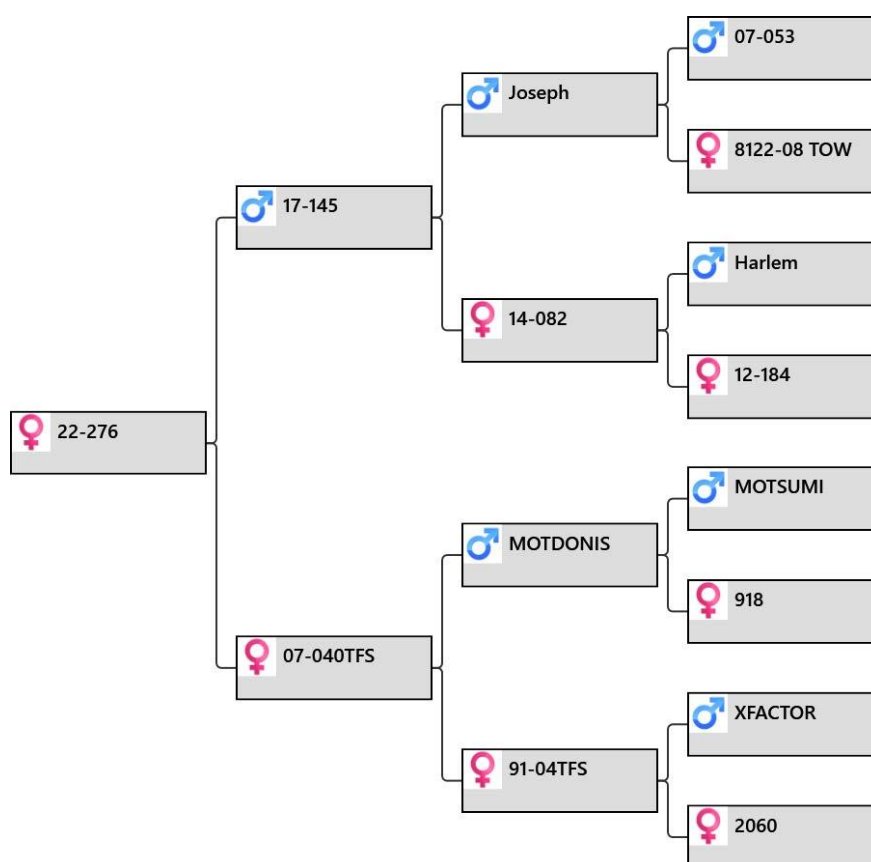 07-053
Joseph
8122-08 TOW
17-145
Harlem
14-082
12-184
22-276
MOTSUMI
MOTDONIS
918
07-040TFS
XFACTOR
91-04TFS
2060